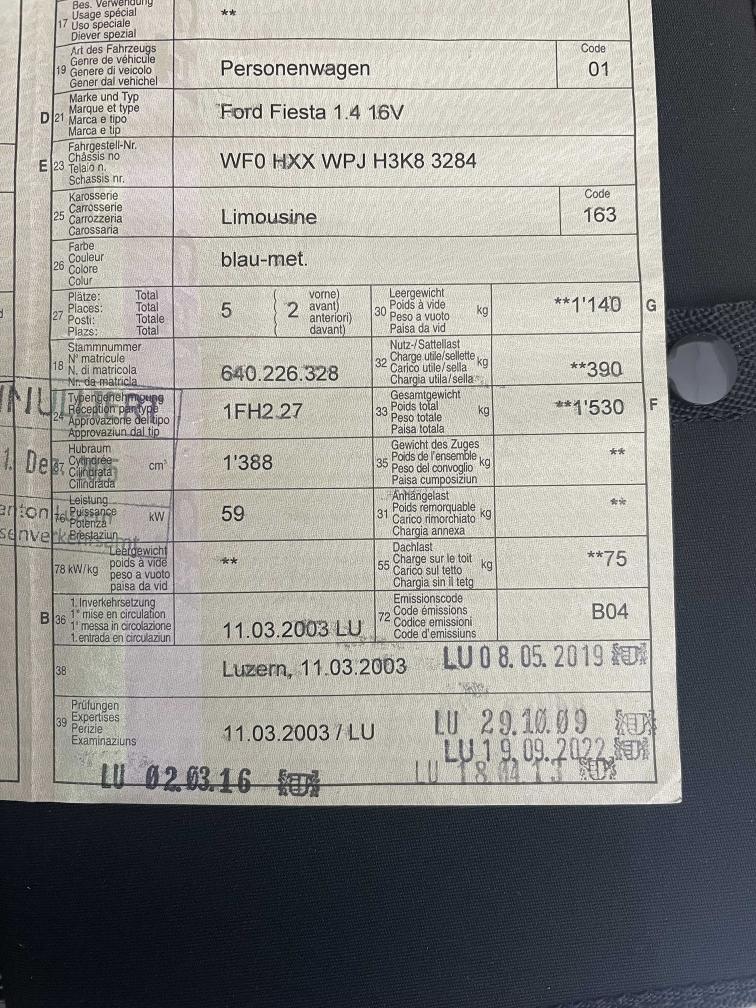 Bes. Verwendung
Usage spécial
17 Uso speciale
Diever spezial
**
Art des Fahrzeugs
Genre de véhicule
19 Genere di veicolo
Gener dal vehichel
Personenwagen
Code
01
Marke und Typ
D 21 Marque et type
Marca e tipo
Marca e tip
Ford Fiesta 1.4 16V
Fahrgestell-Nr.
E 23 Châssis no
Telaio n.
Schassis nr.
WF0 HXX WPJ H3K8 3284
Karosserie
25 Carrosserie
Carrozzeria
Carossaria
Limousine
Code
163
Farbe
26 Couleur
Colore
Colur
blau-met.
Plätze: Total
27 Places: Total
Posti: Totale
Plazs: Total
5
2
vorne)
avant)
anteriori)
davant)
Leergewicht
30 Poids à vide kg
Peso a vuoto
Paisa da vid
**1'140 G
Stammnummer
18 N° matricule
N. di matricola
Nr. da matricla
640.226.328
Nutz-/Sattellast
32 Charge utile/sellette kg
Carico utile/sella
Chargia utila/sella
**390
Typengenehmigung
24 Réception par type
Approvazione del tipo
Approvaziun dal tip
1FH2 27
Gesamtgewicht
33 Poids total kg
Peso totale
Paisa totala
**1'530 F
Hubraum
37 Cylindrée cm³
Cilindrata
Cilindrada
1'388
Gewicht des Zuges
35 Poids de l'ensemble kg
Peso del convoglio
Paisa cumposiziun
**
Leistung
76 Puissance kW
Potenza
Prestaziun
59
Anhängelast
31 Poids remorquable kg
Carico rimorchiato
Chargia annexa
**
Leergewicht
78 kW/kg poids à vide
peso a vuoto
paisa da vid
**
Dachlast
55 Charge sur le toit kg
Carico sul tetto
Chargia sin il tetg
**75
1. Inverkehrsetzung
B 36 1re mise en circulation
1a messa in circolazione
1. entrada en circulaziun
11.03.2003 LU
Emissionscode
72 Code émissions
Codice emissioni
Code d'emissiuns
B04
38
Luzern, 11.03.2003
LU 08.05.2019
Prüfungen
39 Expertises
Perizie
Examinaziuns
11.03.2003 / LU
LU 29.10.09
LU 19.09.2022
LU 02.03.16